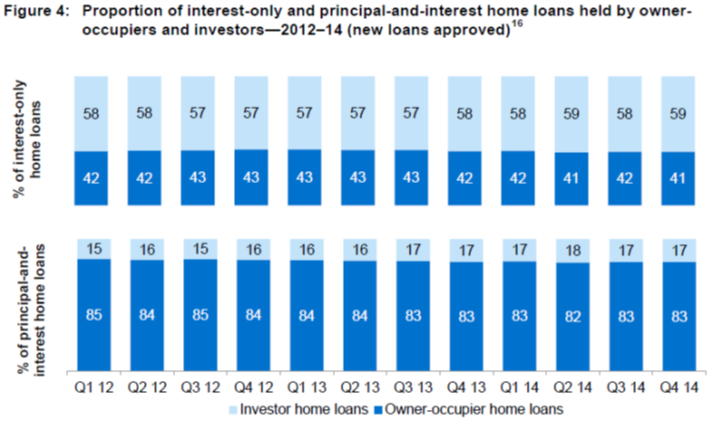 Figure 4: Proportion of interest-only and principal-and-interest home loans held by owner-
occupiers and investors—2012–14 (new loans approved)16
% of interest-only
home loans
58 58 57 57 57 57 57 58 58 59 58 59
42 42 43 43 43 43 43 42 42 41 42 41
% of principal-and-
interest home loans
15 16 15 16 16 16 17 17 17 18 17 17
85 84 85 84 84 84 83 83 83 82 83 83
Q1 12 Q2 12 Q3 12 Q4 12 Q1 13 Q2 13 Q3 13 Q4 13 Q1 14 Q2 14 Q3 14 Q4 14
Investor home loans Owner-occupier home loans